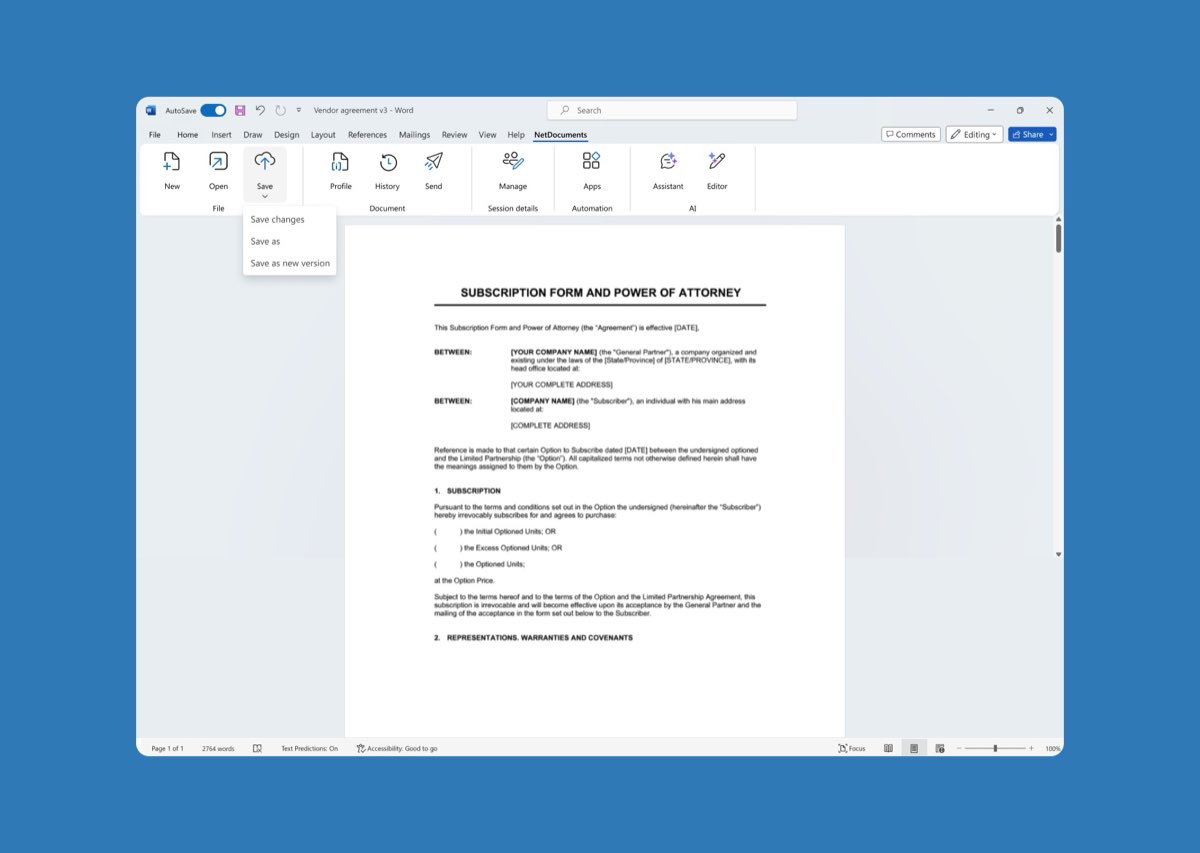 AutoSave
Vendor agreement v3 - Word
Search
File Home Insert Draw Design Layout References Mailings Review View Help NetDocuments
Comments Editing Share
New Open Save Profile History Send Manage Apps Assistant Editor
File Document Session details Automation AI
Save changes
Save as
Save as new version
SUBSCRIPTION FORM AND POWER OF ATTORNEY
This Subscription Form and Power of Attorney (the "Agreement") is effective [DATE],
BETWEEN: [YOUR COMPANY NAME] (the "General Partner"), a company organized and
existing under the laws of the [State/Province] of [STATE/PROVINCE], with its
head office located at:
[YOUR COMPLETE ADDRESS]
BETWEEN: [COMPANY NAME] (the "Subscriber"), an individual with his main address
located at:
[COMPLETE ADDRESS]
Reference is made to that certain Option to Subscribe dated [DATE] between the undersigned optioned
and the Limited Partnership (the "Option"). All capitalized terms not otherwise defined herein shall have
the meanings assigned to them by the Option.
1. SUBSCRIPTION
Pursuant to the terms and conditions set out in the Option the undersigned (hereinafter the "Subscriber")
hereby irrevocably subscribes for and agrees to purchase:
( ) the Initial Optioned Units; OR
( ) the Excess Optioned Units; OR
( ) the Optioned Units;
at the Option Price.
Subject to the terms hereof and to the terms of the Option and the Limited Partnership Agreement, this
subscription is irrevocable and will become effective upon its acceptance by the General Partner and the
mailing of the acceptance in the form set out below to the Subscriber.
2. REPRESENTATIONS. WARRANTIES AND COVENANTS
Page 1 of 1 2764 words Text Predictions: On Accessibility: Good to go Focus 100%